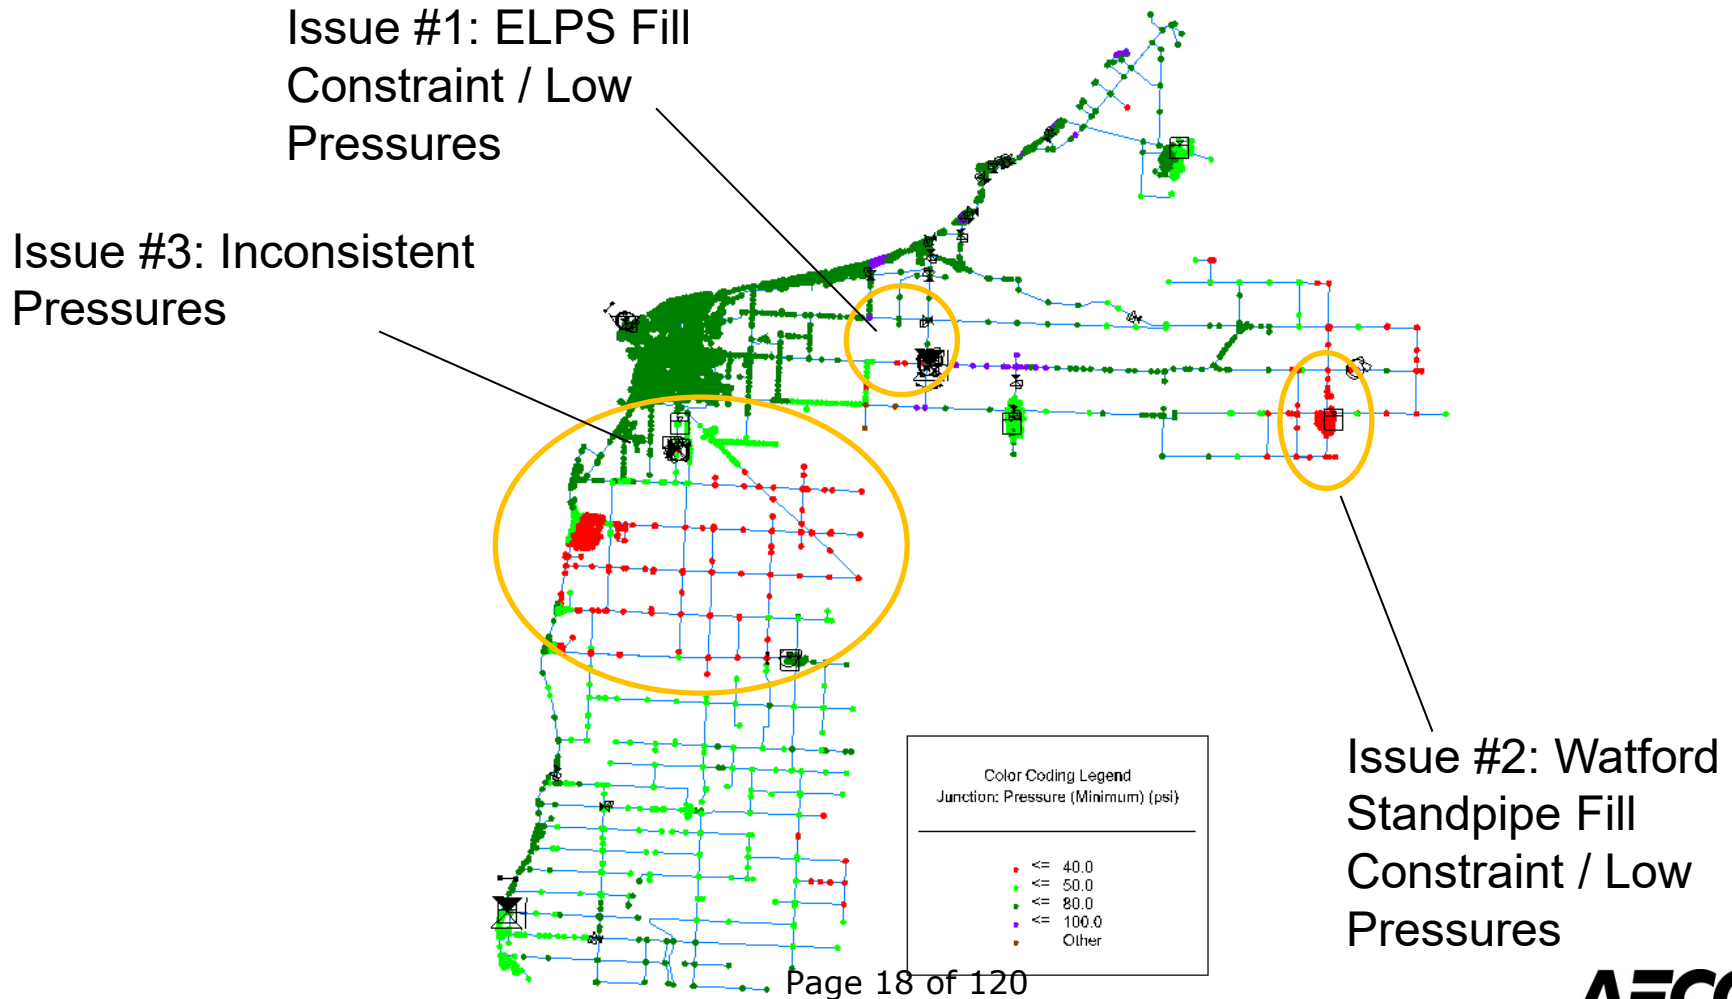 Issue #1: ELPS Fill
Constraint / Low
Pressures
Issue #3: Inconsistent
Pressures
Issue #2: Watford
Standpipe Fill
Constraint / Low
Pressures
Color Coding Legend
Junction: Pressure (Minimum) (psi)
<= 40.0
<= 50.0
<= 80.0
<= 100.0
Other
Page 18 of 120